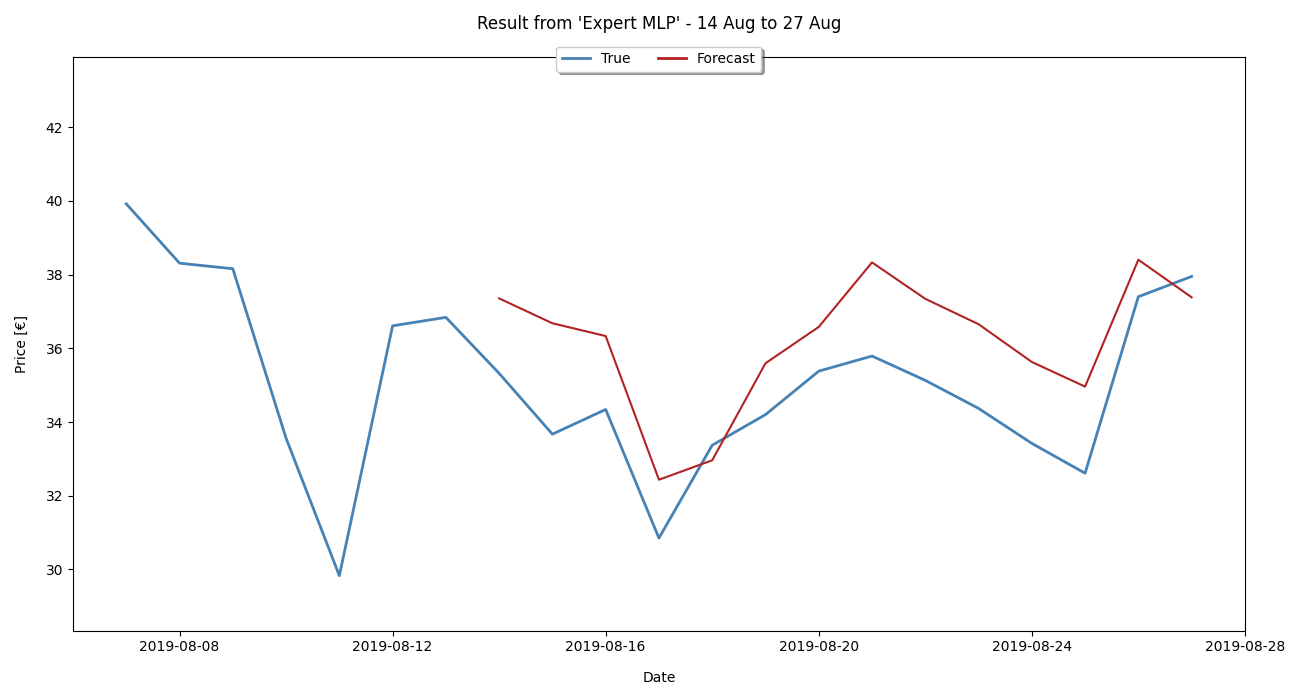 Result from 'Expert MLP' - 14 Aug to 27 Aug
True Forecast
42
40
38
36
34
32
30
Price [€]
2019-08-08 2019-08-12 2019-08-16 2019-08-20 2019-08-24 2019-08-28
Date